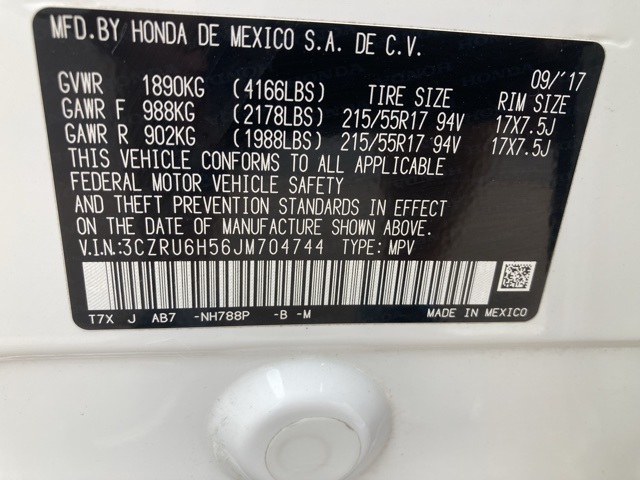 MFD.BY HONDA DE MEXICO S.A. DE C.V.
09/'17
GVWR 1890KG (4166LBS) TIRE SIZE RIM SIZE
GAWR F 988KG (2178LBS) 215/55R17 94V 17X7.5J
GAWR R 902KG (1988LBS) 215/55R17 94V 17X7.5J
THIS VEHICLE CONFORMS TO ALL APPLICABLE
FEDERAL MOTOR VEHICLE SAFETY
AND THEFT PREVENTION STANDARDS IN EFFECT
ON THE DATE OF MANUFACTURE SHOWN ABOVE.
V.I.N.:3CZRU6H56JM704744 TYPE: MPV
T7X J AB7 -NH788P -B -M MADE IN MEXICO